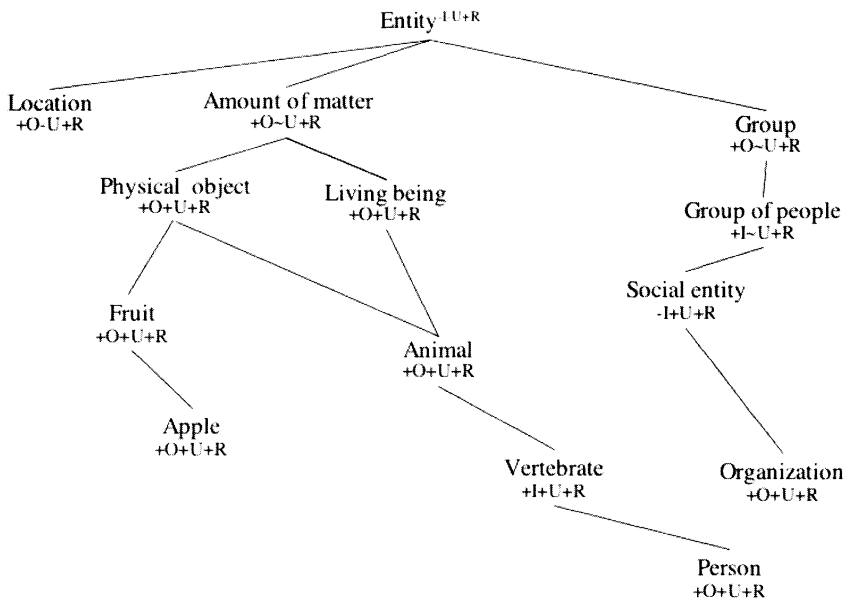 Entity-I-U+R
Location
+O-U+R
Amount of matter
+O~U+R
Group
+O~U+R
Physical object
+O+U+R
Living being
+O+U+R
Group of people
+I~U+R
Social entity
-I+U+R
Fruit
+O+U+R
Animal
+O+U+R
Apple
+O+U+R
Vertebrate
+I+U+R
Organization
+O+U+R
Person
+O+U+R